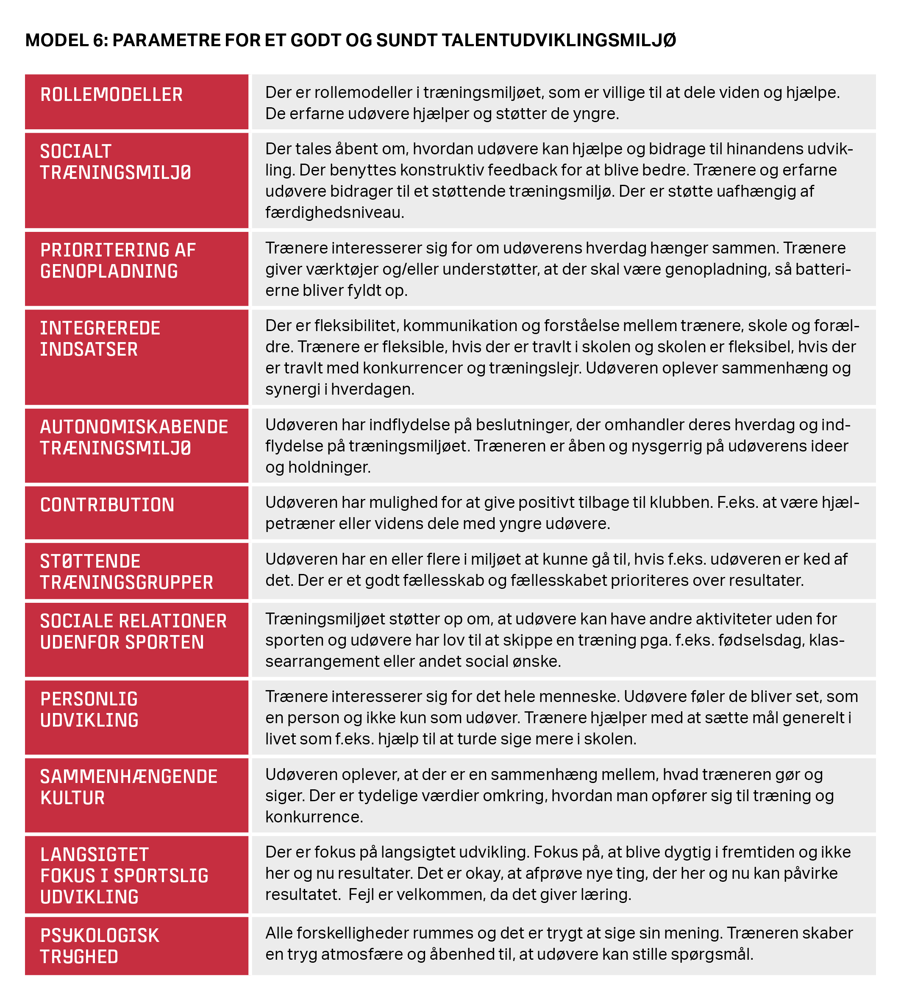 MODEL 6: PARAMETRE FOR ET GODT OG SUNDT TALENTUDVIKLINGSMILJØ
ROLLEMODELLER
Der er rollemodeller i træningsmiljøet, som er villige til at dele viden og hjælpe.
De erfarne udøvere hjælper og støtter de yngre.
SOCIALT
TRÆNINGSMILJØ
Der tales åbent om, hvordan udøvere kan hjælpe og bidrage til hinandens udvik-
ling. Der benyttes konstruktiv feedback for at blive bedre. Trænere og erfarne
udøvere bidrager til et støttende træningsmiljø. Der er støtte uafhængig af
færdighedsniveau.
PRIORITERING AF
GENOPLADNING
Trænere interesserer sig for om udøverens hverdag hænger sammen. Trænere
giver værktøjer og/eller understøtter, at der skal være genopladning, så batteri-
erne bliver fyldt op.
INTEGREREDE
INDSATSER
Der er fleksibilitet, kommunikation og forståelse mellem trænere, skole og foræl-
dre. Trænere er fleksible, hvis der er travlt i skolen og skolen er fleksibel, hvis der
er travlt med konkurrencer og træningslejr. Udøveren oplever sammenhæng og
synergi i hverdagen.
AUTONOMISKABENDE
TRÆNINGSMILJØ
Udøveren har indflydelse på beslutninger, der omhandler deres hverdag og ind-
flydelse på træningsmiljøet. Træneren er åben og nysgerrig på udøverens ideer
og holdninger.
CONTRIBUTION
Udøveren har mulighed for at give positivt tilbage til klubben. F.eks. at være hjæl-
petræner eller videns dele med yngre udøvere.
STØTTENDE
TRÆNINGSGRUPPER
Udøveren har en eller flere i miljøet at kunne gå til, hvis f.eks. udøveren er ked af
det. Der er et godt fællesskab og fællesskabet prioriteres over resultater.
SOCIALE RELATIONER
UDENFOR SPORTEN
Træningsmiljøet støtter op om, at udøvere kan have andre aktiviteter uden for
sporten og udøvere har lov til at skippe en træning pga. f.eks. fødselsdag, klas-
searrangement eller andet social ønske.
PERSONLIG
UDVIKLING
Trænere interesserer sig for det hele menneske. Udøvere føler de bliver set, som
en person og ikke kun som udøver. Trænere hjælper med at sætte mål generelt i
livet som f.eks. hjælp til at turde sige mere i skolen.
SAMMENHÆNGENDE
KULTUR
Udøveren oplever, at der er en sammenhæng mellem, hvad træneren gør og
siger. Der er tydelige værdier omkring, hvordan man opfører sig til træning og
konkurrence.
LANGSIGTET
FOKUS I SPORTSLIG
UDVIKLING
Der er fokus på langsigtet udvikling. Fokus på, at blive dygtig i fremtiden og ikke
her og nu resultater. Det er okay, at afprøve nye ting, der her og nu kan påvirke
resultatet.  Fejl er velkommen, da det giver læring.
PSYKOLOGISK
TRYGHED
Alle forskelligheder rummes og det er trygt at sige sin mening. Træneren skaber
en tryg atmosfære og åbenhed til, at udøvere kan stille spørgsmål.